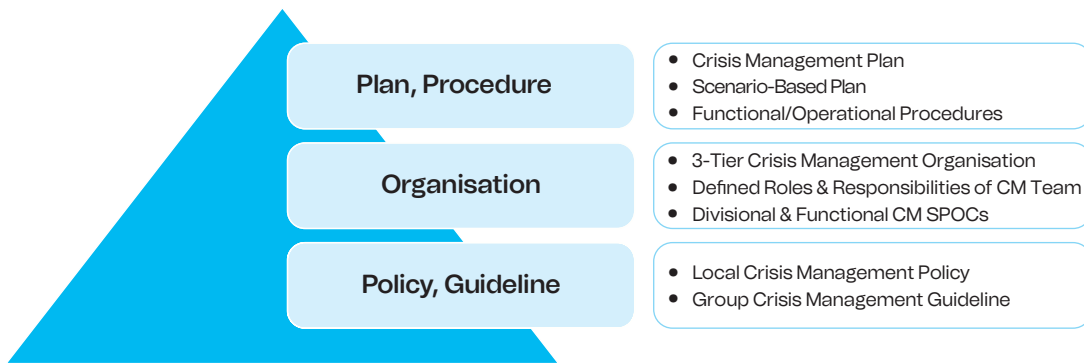 Plan, Procedure
• Crisis Management Plan
• Scenario-Based Plan
• Functional/Operational Procedures
Organisation
• 3-Tier Crisis Management Organisation
• Defined Roles & Responsibilities of CM Team
• Divisional & Functional CM SPOCs
Policy, Guideline
• Local Crisis Management Policy
• Group Crisis Management Guideline